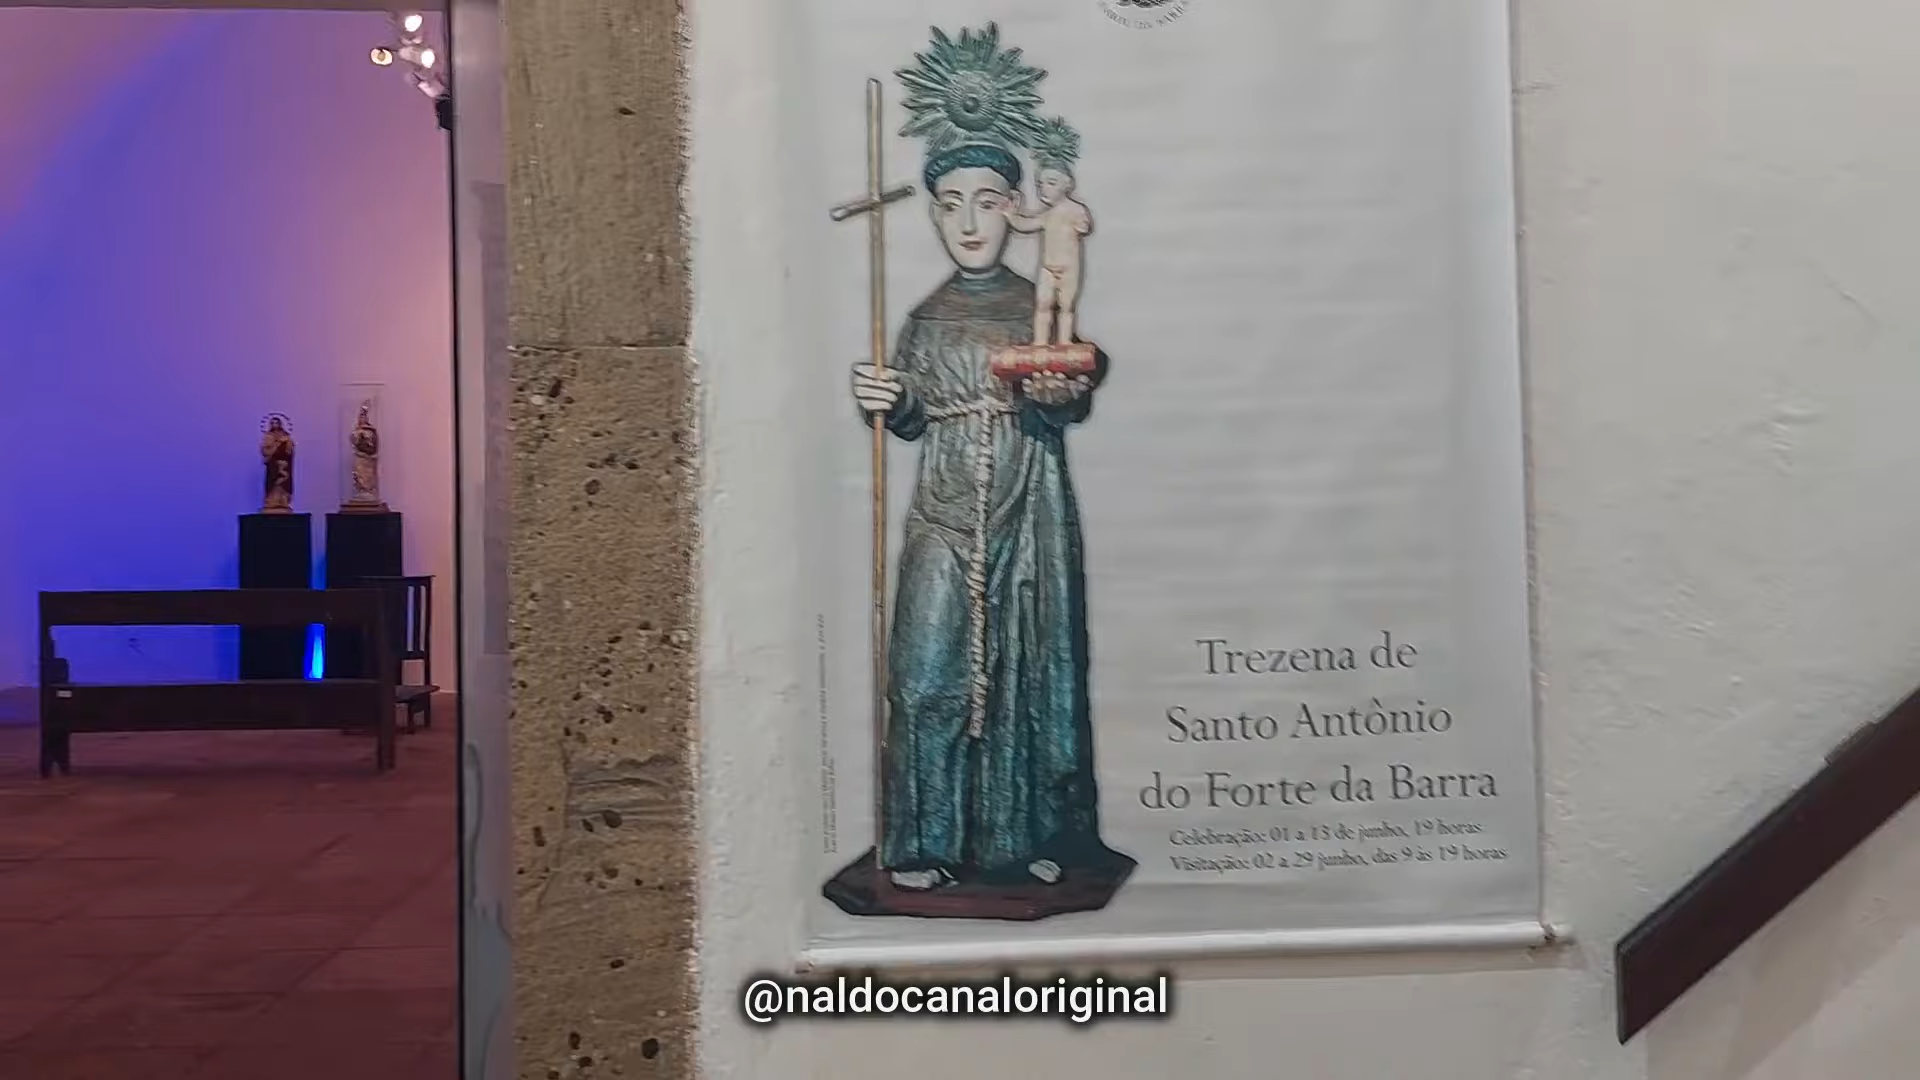 Trezena de
Santo Antônio
do Forte da Barra
Celebração: 01 a 13 de junho, 19 horas
Visitação: 02 a 29 junho, das 9 às 19 horas
@naldocanaloriginal